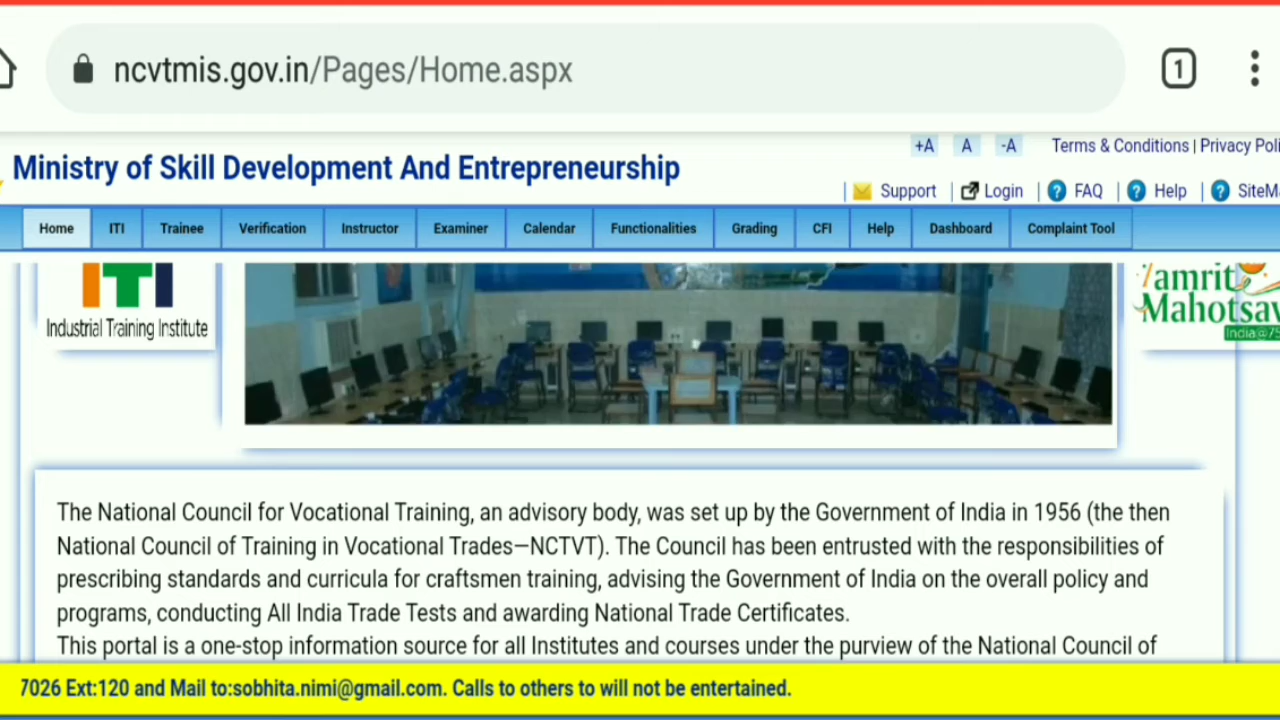 ncvtmis.gov.in/Pages/Home.aspx
1
+A A -A Terms & Conditions | Privacy
Ministry of Skill Development And Entrepreneurship
| Support | Login | FAQ | Help |
Home ITI Trainee Verification Instructor Examiner Calendar Functionalities Grading CFI Help Dashboard Complaint Tool
ITI
Industrial Training Institute
amrit
Mahotsav
India@75
The National Council for Vocational Training, an advisory body, was set up by the Government of India in 1956 (the then
National Council of Training in Vocational Trades—NCTVT). The Council has been entrusted with the responsibilities of
prescribing standards and curricula for craftsmen training, advising the Government of India on the overall policy and
programs, conducting All India Trade Tests and awarding National Trade Certificates.
This portal is a one-stop information source for all Institutes and courses under the purview of the National Council of
7026 Ext:120 and Mail to:sobhita.nimi@gmail.com. Calls to others to will not be entertained.